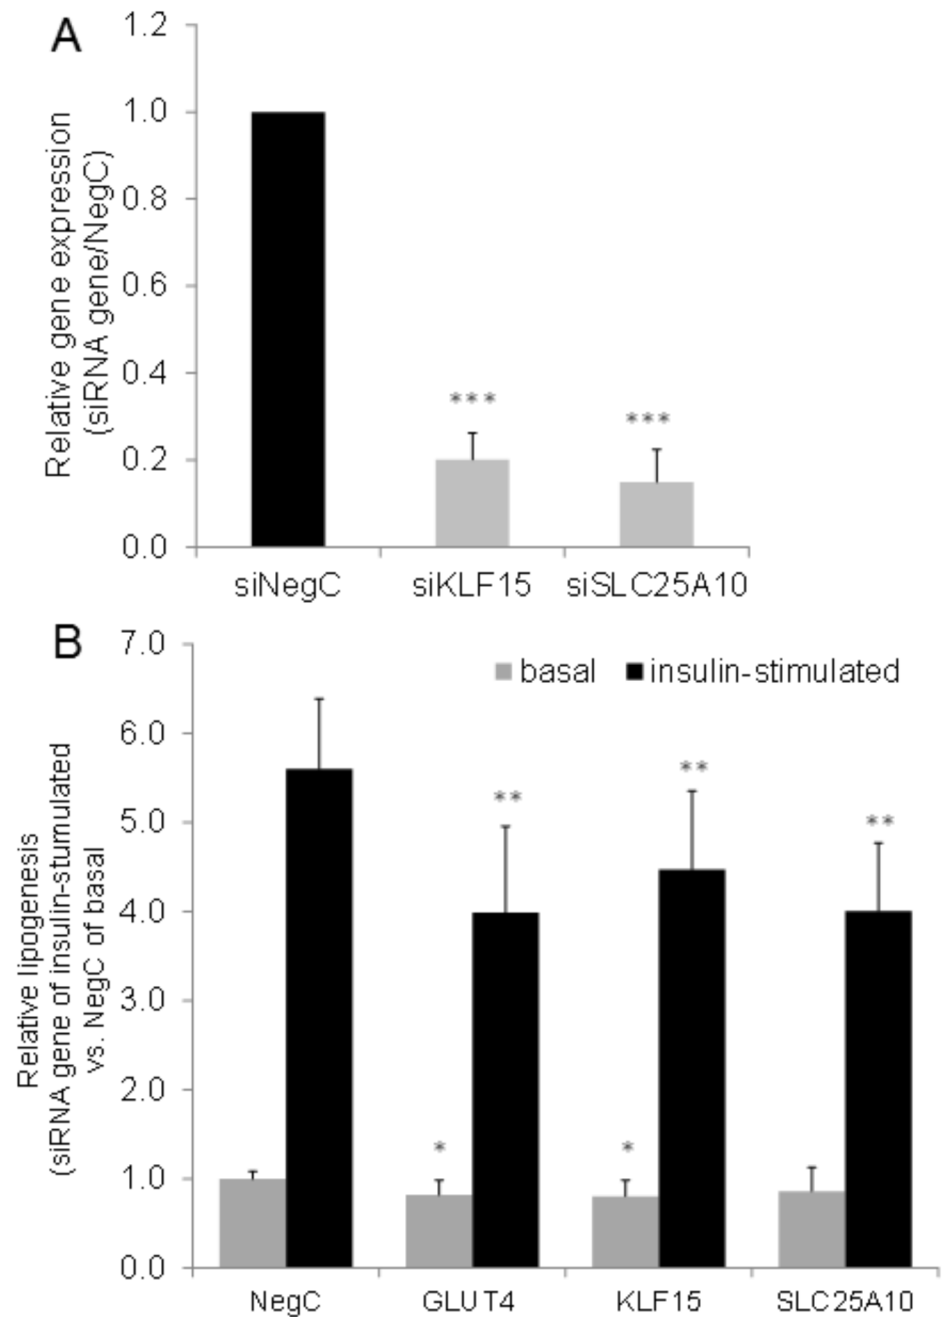 A
1.2
1.0
0.8
0.6
0.4
0.2
0.0
Relative gene expression
(siRNA gene/NegC)
***
***
siNegC siKLF15 siSLC25A10
B
7.0
6.0
5.0
4.0
3.0
2.0
1.0
0.0
Relative lipogenesis
(siRNA gene of insulin-stumulated
vs. NegC of basal
basal insulin-stimulated
**
**
**
*
*
NegC GLUT4 KLF15 SLC25A10